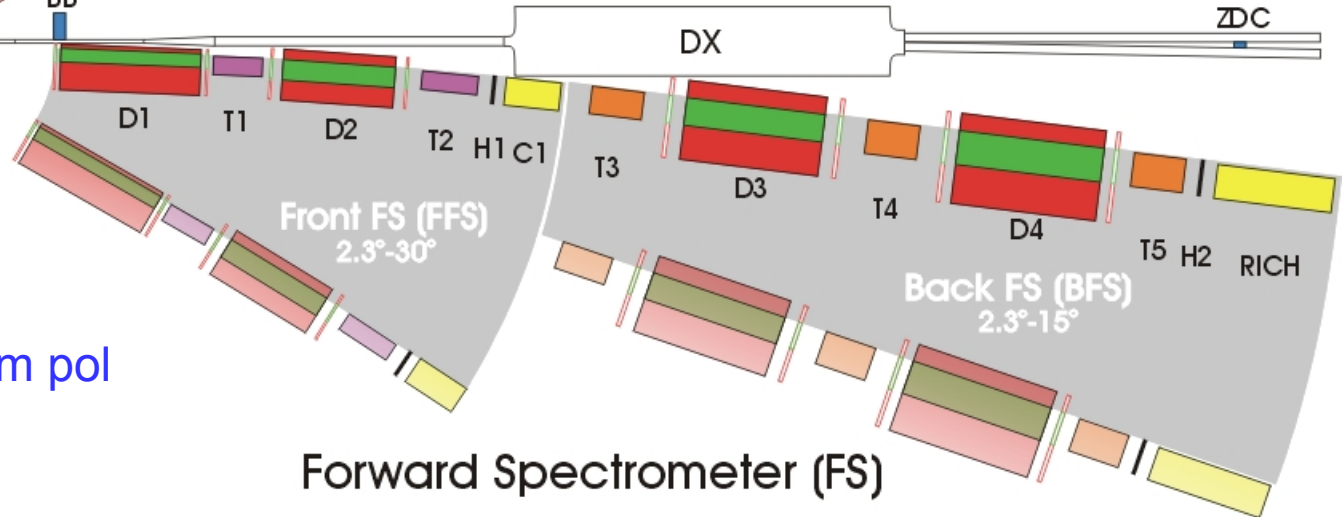 BB
ZDC
DX
D1
T1
D2
T2
H1
C1
T3
D3
T4
D4
T5
H2
RICH
Front FS (FFS)
2.3°-30°
Back FS (BFS)
2.3°-15°
m pol
Forward Spectrometer (FS)